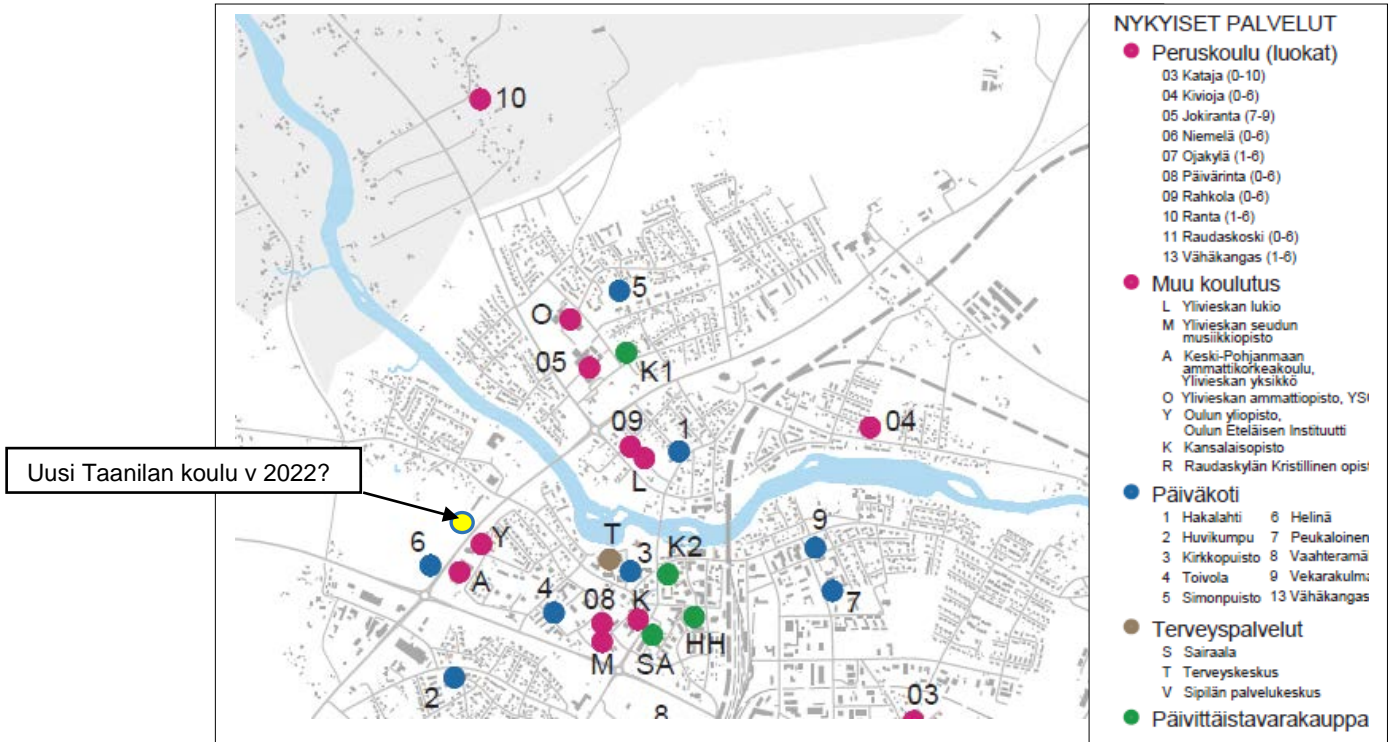 10
5
O
05
K1
09
1
04
L
Uusi Taanilan koulu v 2022?
Y
6
A
T
3
K2
9
4
08
K
7
M
SA
HH
2
8
03
NYKYISET PALVELUT
Peruskoulu (luokat)
03 Kataja (0-10)
04 Kivioja (0-6)
05 Jokiranta (7-9)
06 Niemelä (0-6)
07 Ojakylä (1-6)
08 Päivärinta (0-6)
09 Rahkola (0-6)
10 Ranta (1-6)
11 Raudaskoski (0-6)
13 Vähäkangas (1-6)
Muu koulutus
L Ylivieskan lukio
M Ylivieskan seudun
musiikkiopisto
A Keski-Pohjanmaan
ammattikorkeakoulu,
Ylivieskan yksikkö
O Ylivieskan ammattiopisto,
Y Oulun yliopisto,
Oulun Eteläisen Instituutti
K Kansalaisopisto
R Raudaskylän Kristillinen
Päiväkoti
1 Hakalahti 6 Helinä
2 Huvikumpu 7 Peukaloinen
3 Kirkkopuisto 8
4 Toivola 9
5 Simonpuisto 13 Vähäkangas
Terveyspalvelut
S Sairaala
T Terveyskeskus
V Sipilän palvelukeskus
Päivittäistavarakauppa